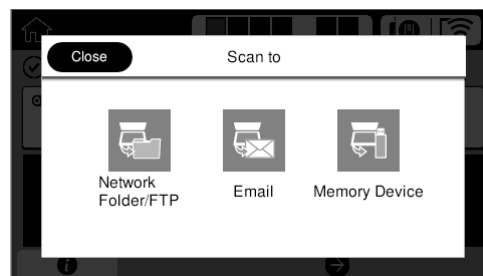 Close
Scan to
Network
Folder/FTP
Email
Memory Device